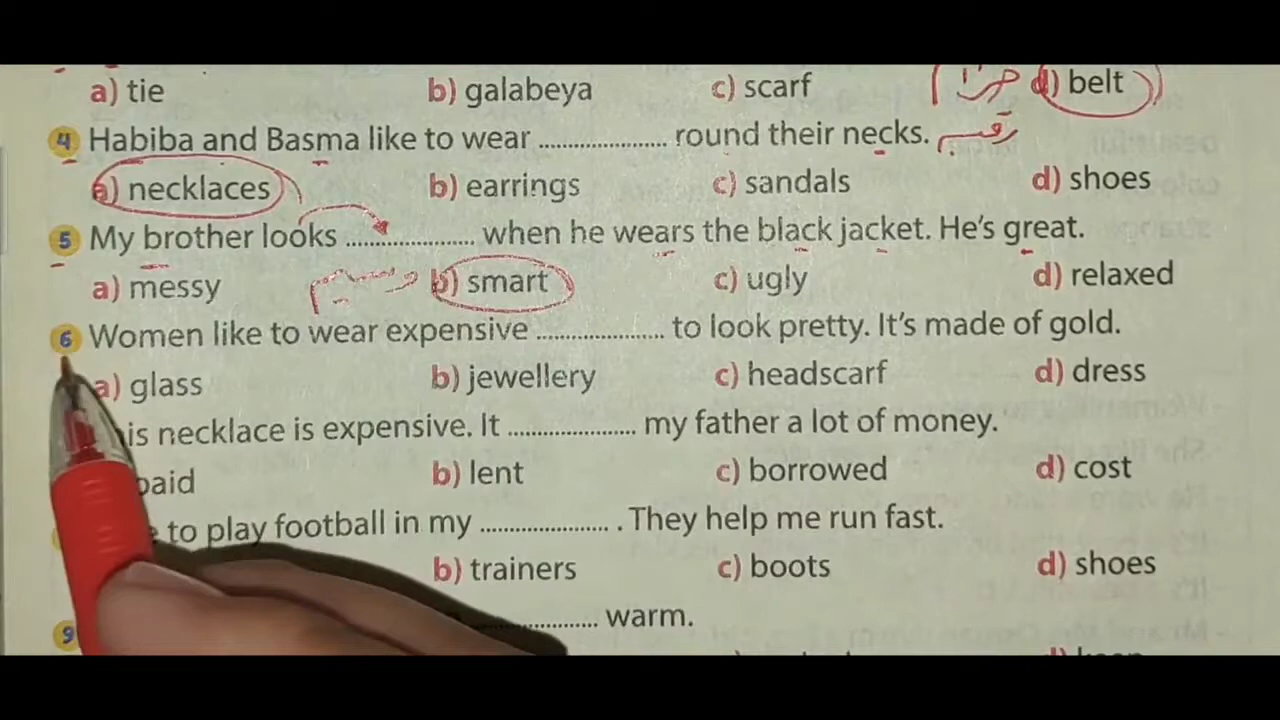 a) tie b) galabeya c) scarf d) belt
4 Habiba and Basma like to wear ...................... round their necks.
a) necklaces b) earrings c) sandals d) shoes
5 My brother looks ...................... when he wears the black jacket. He's great.
a) messy b) smart c) ugly d) relaxed
6 Women like to wear expensive ...................... to look pretty. It's made of gold.
a) glass b) jewellery c) headscarf d) dress
is necklace is expensive. It ...................... my father a lot of money.
paid b) lent c) borrowed d) cost
to play football in my ...................... . They help me run fast.
b) trainers c) boots d) shoes
9 ...................... warm.